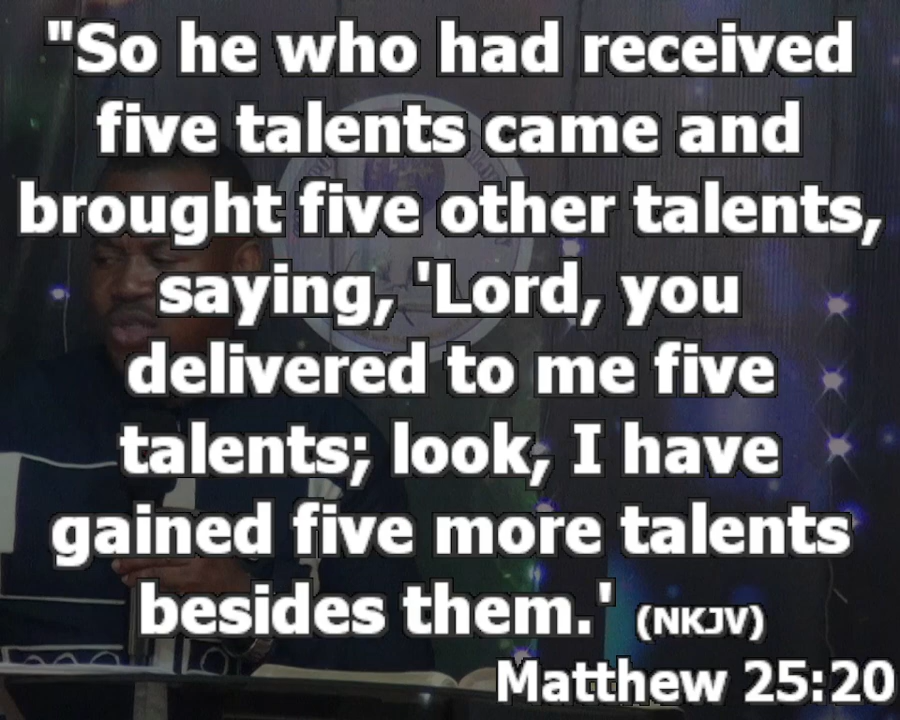 "So he who had received
five talents came and
brought five other talents,
saying, 'Lord, you
delivered to me five
talents; look, I have
gained five more talents
besides them.' (NKJV)
Matthew 25:20